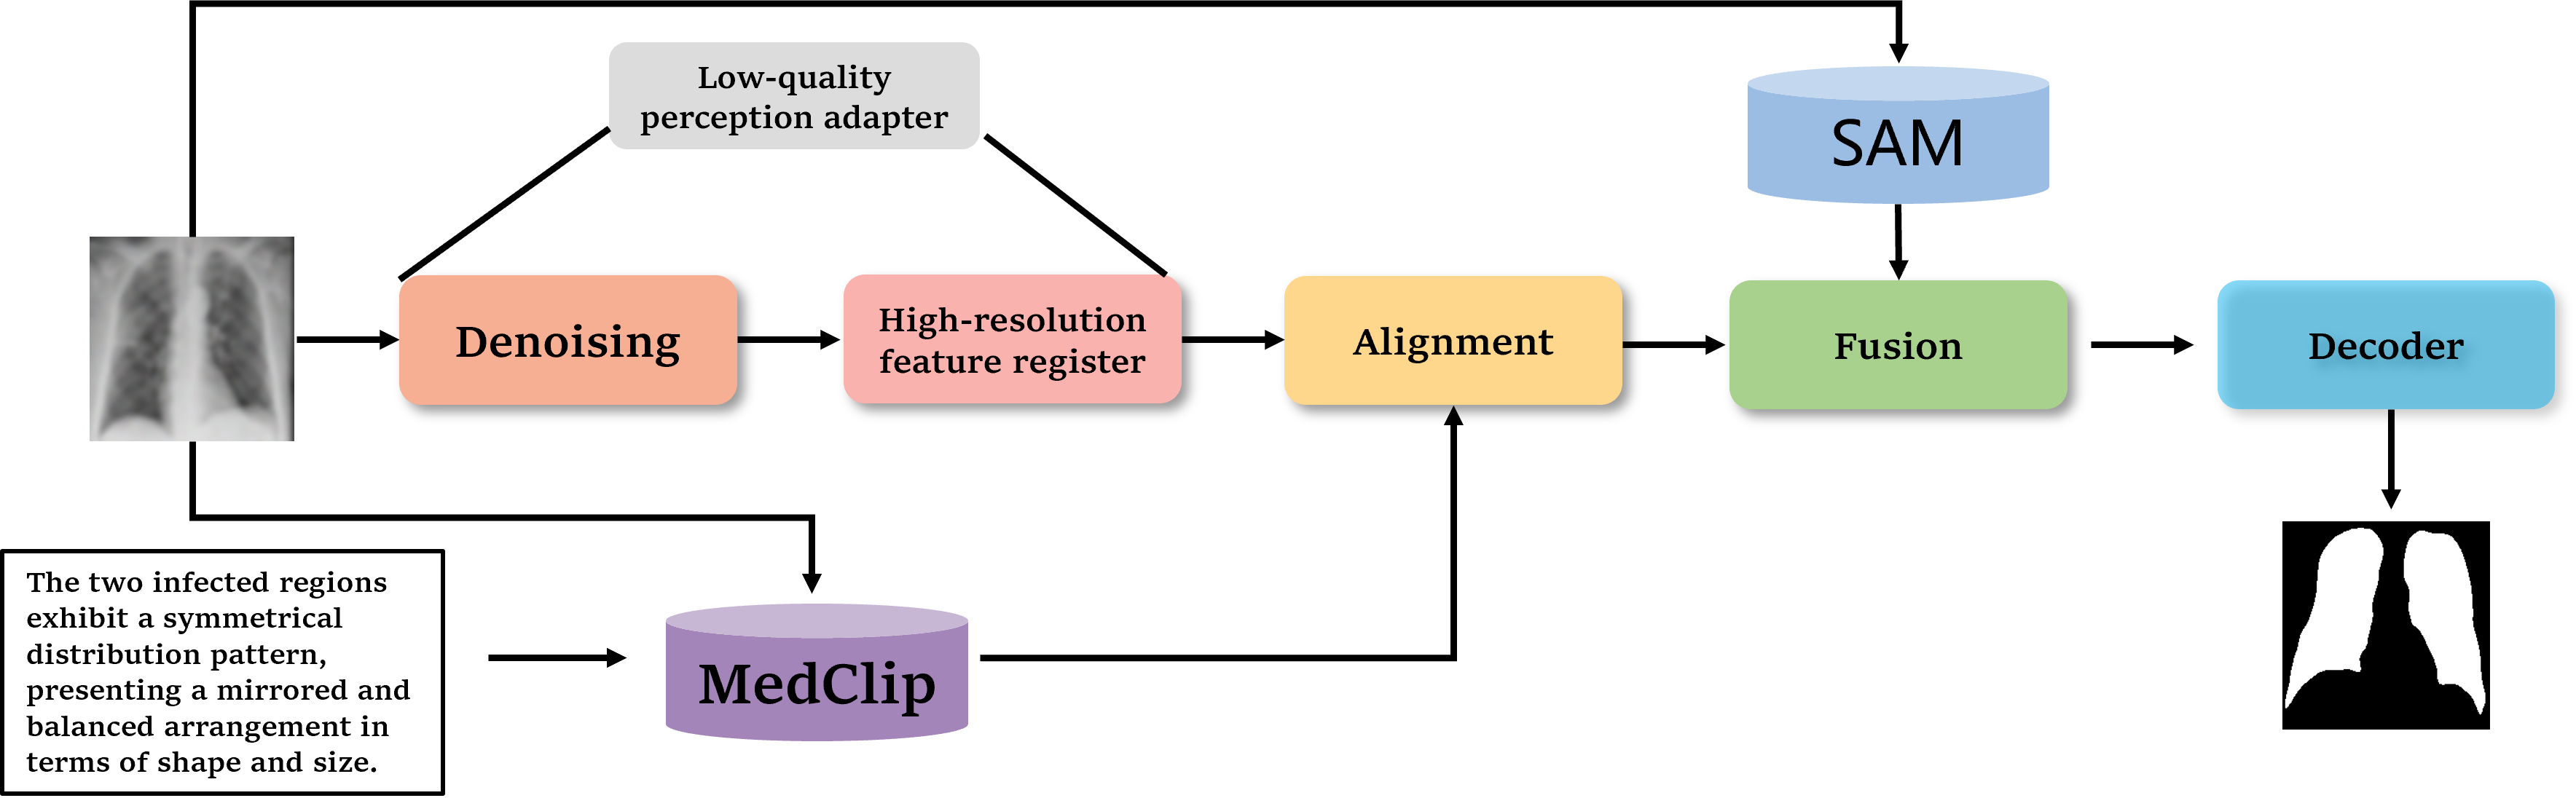 Low-quality
perception adapter
SAM
Denoising
High-resolution
feature register
Alignment
Fusion
Decoder
The two infected regions
exhibit a symmetrical
distribution pattern,
presenting a mirrored and
balanced arrangement in
terms of shape and size.
MedClip